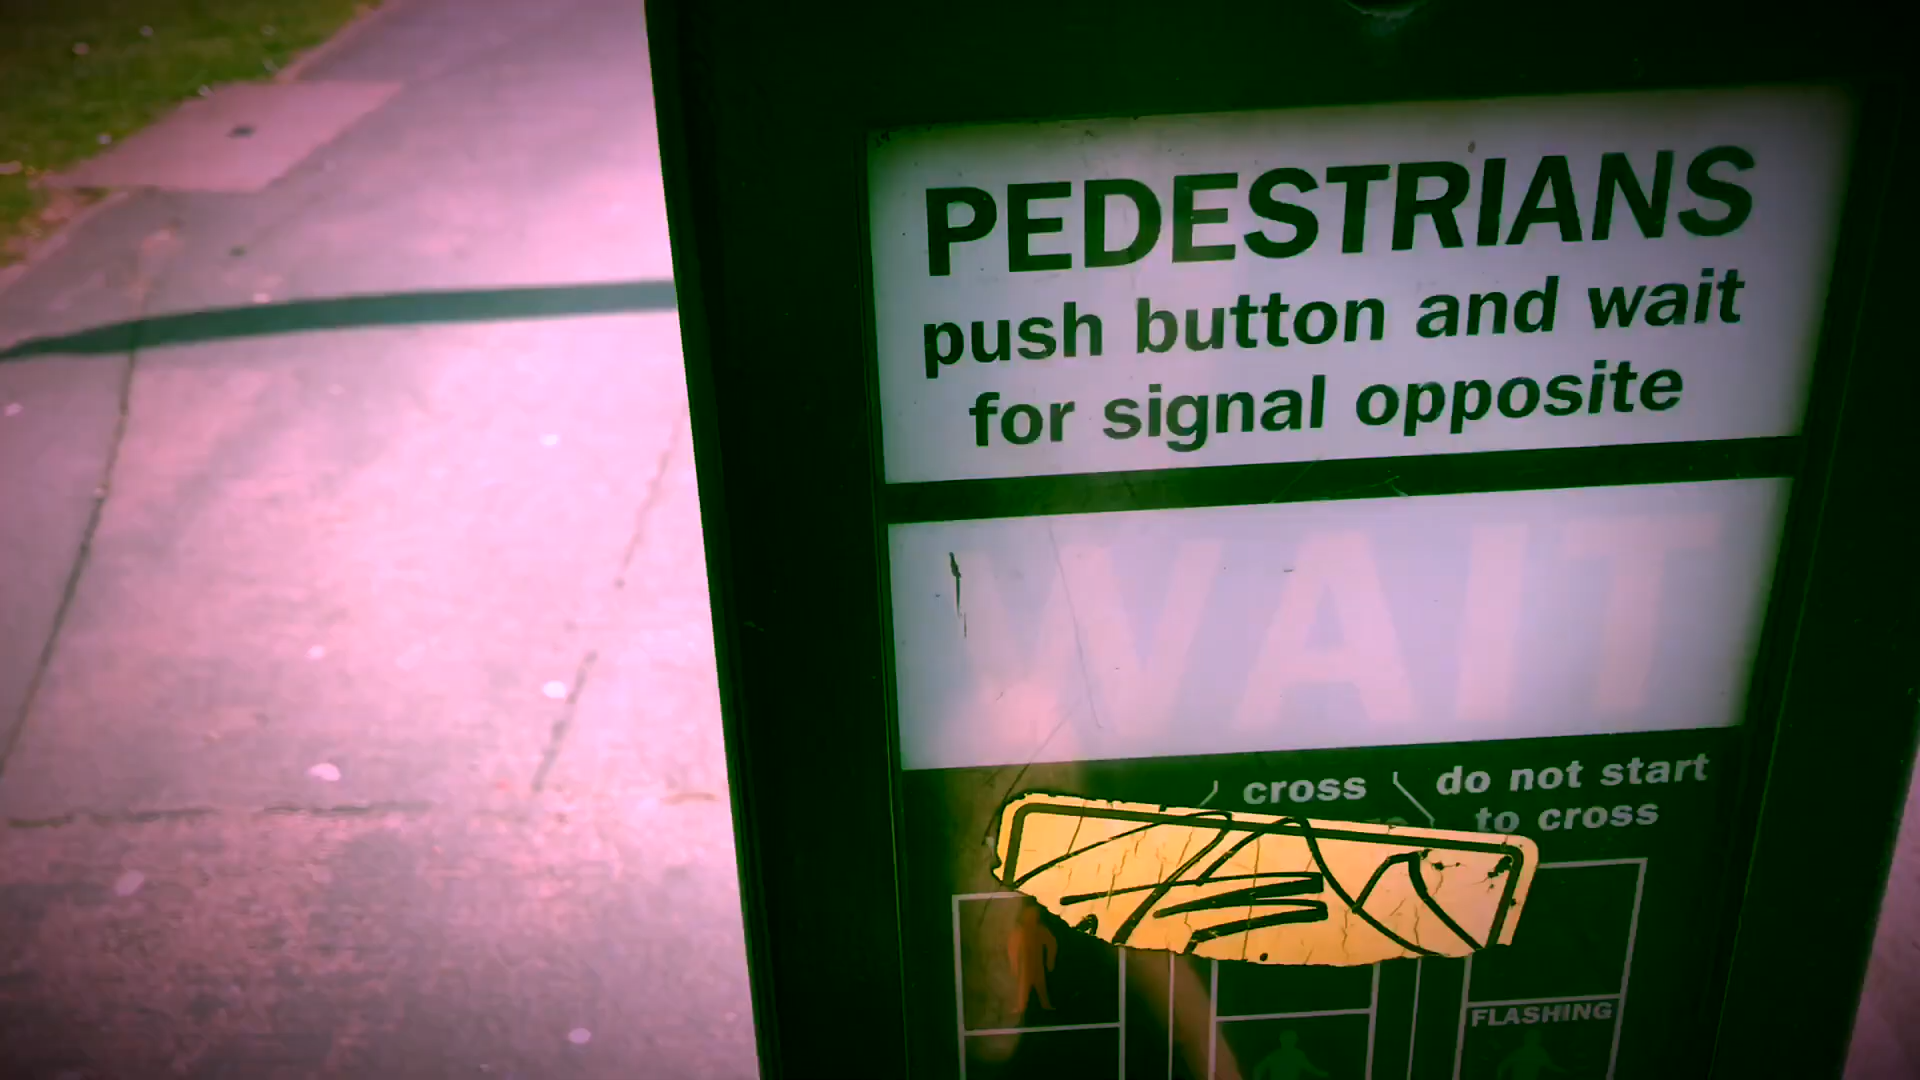 PEDESTRIANS
push button and wait
for signal opposite
WAIT
cross
do not start
to cross
FLASHING